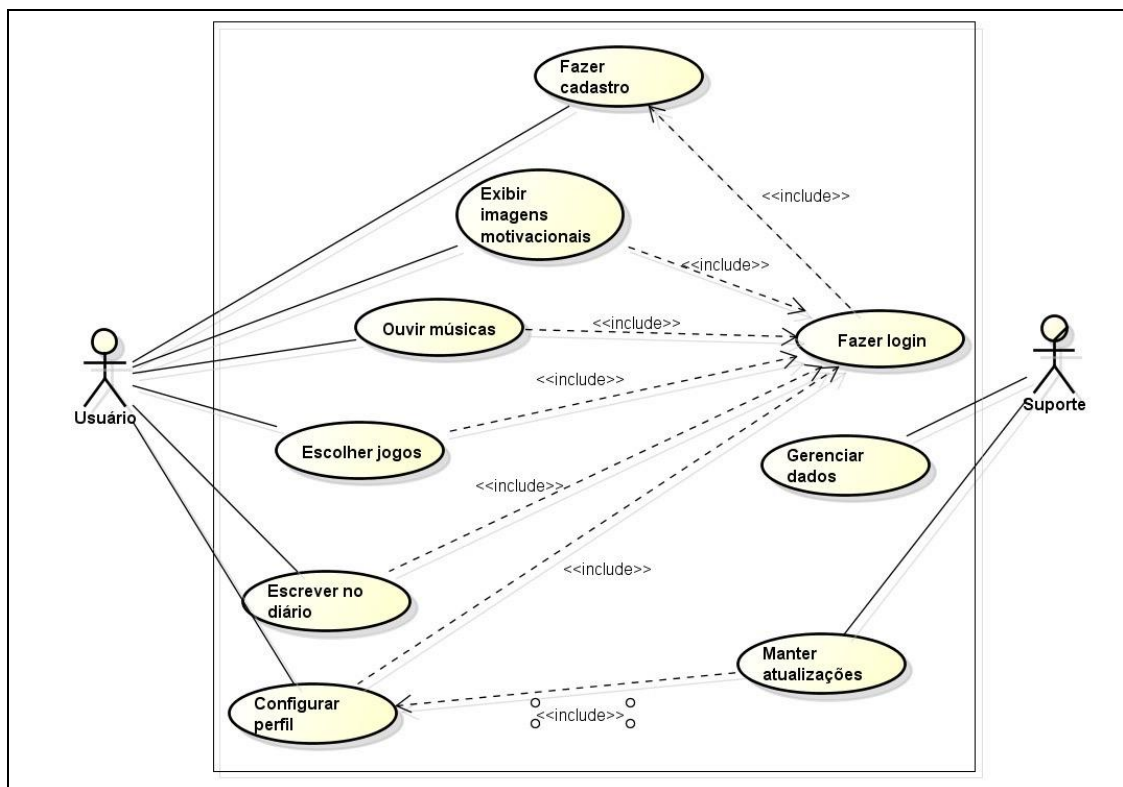 Fazer
cadastro
<<include>>
Exibir
imagens
motivacionais
<<include>>
Ouvir músicas
<<include>>
Fazer login
<<include>>
Usuário
Suporte
Escolher jogos
Gerenciar
dados
<<include>>
<<include>>
Escrever no
diário
Manter
atualizações
Configurar
perfil
<<include>>